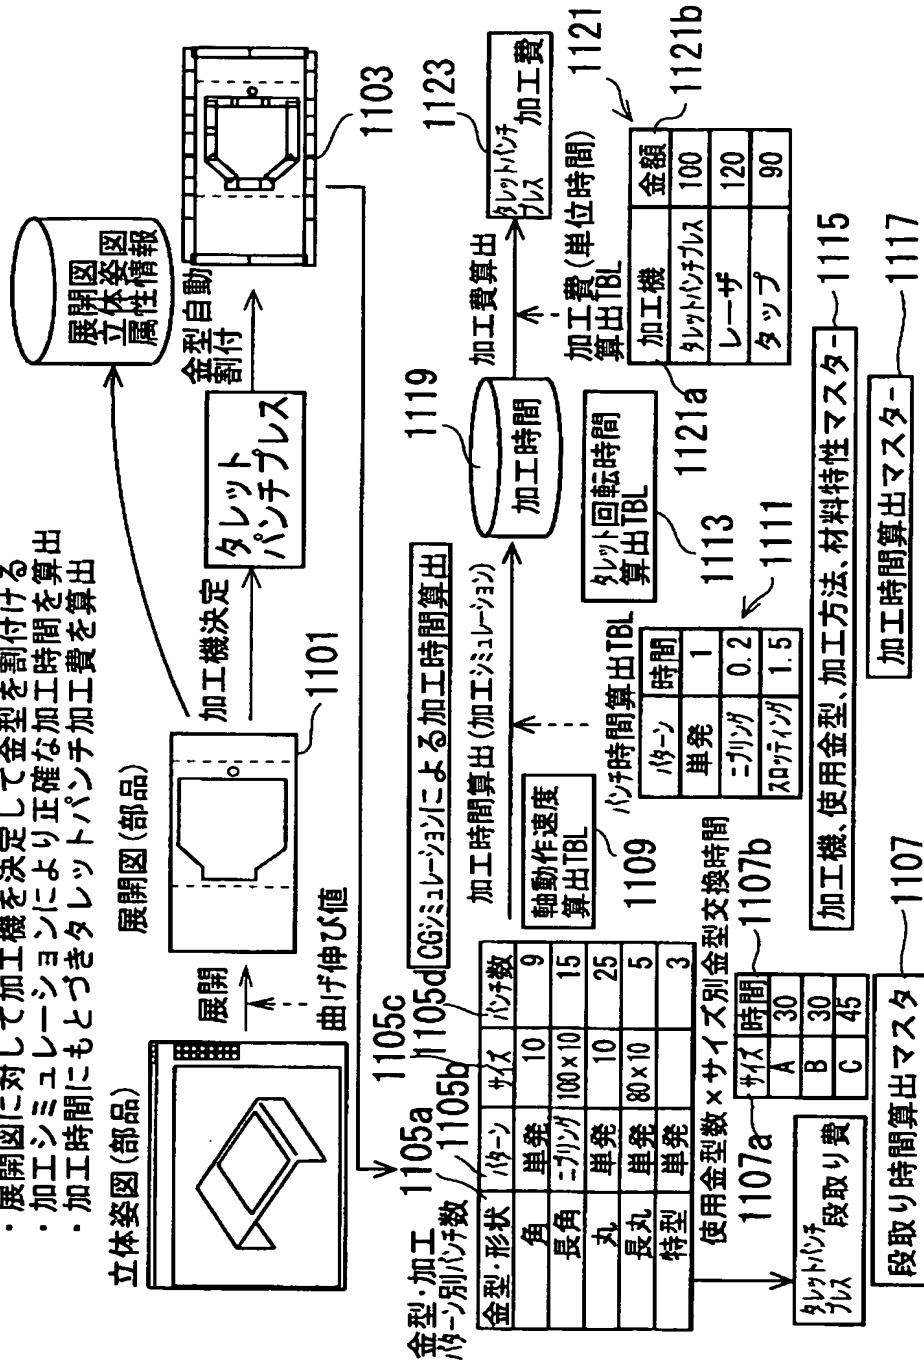 ・展開図に対して加工機を決定して金型を割付ける
・加工シミュレーションにより正確な加工時間を算出
・加工時間にもとづきタレットパンチ加工費を算出
立体姿図(部品)
展開
曲げ伸び値
展開図(部品)
1101
加工機決定
タレット
パンチプレス
金型自動
割付
展開図
立体姿図
属性情報
1103
金型・加工
パターン別パンチ数
1105a
1105b
1105c
1105d
金型・形状 パターン サイズ パンチ数
角 単発 10 9
長角 ニブリング 100×10 15
丸 単発 10 25
長丸 単発 80×10 5
特型 単発 3
CGシミュレーションによる加工時間算出
加工時間算出(加工シミュレーション)
軸動作速度
算出TBL
1109
パンチ時間算出TBL
パターン 時間
単発 1
ニブリング 0.2
スロッティング 1.5
1111
タレット回転時間
算出TBL
1113
加工時間
1119
加工費算出
タレットパンチ
プレス
加工費
1123
加工費(単位時間)
算出TBL
1121
1121a
1121b
加工機 金額
タレットパンチプレス 100
レーザ 120
タップ 90
使用金型数×サイズ別金型交換時間
1107a
1107b
サイズ 時間
A 30
B 30
C 45
タレットパンチ
プレス
段取り費
段取り時間算出マスタ
1107
加工機、使用金型、加工方法、材料特性マスター
1115
加工時間算出マスター
1117